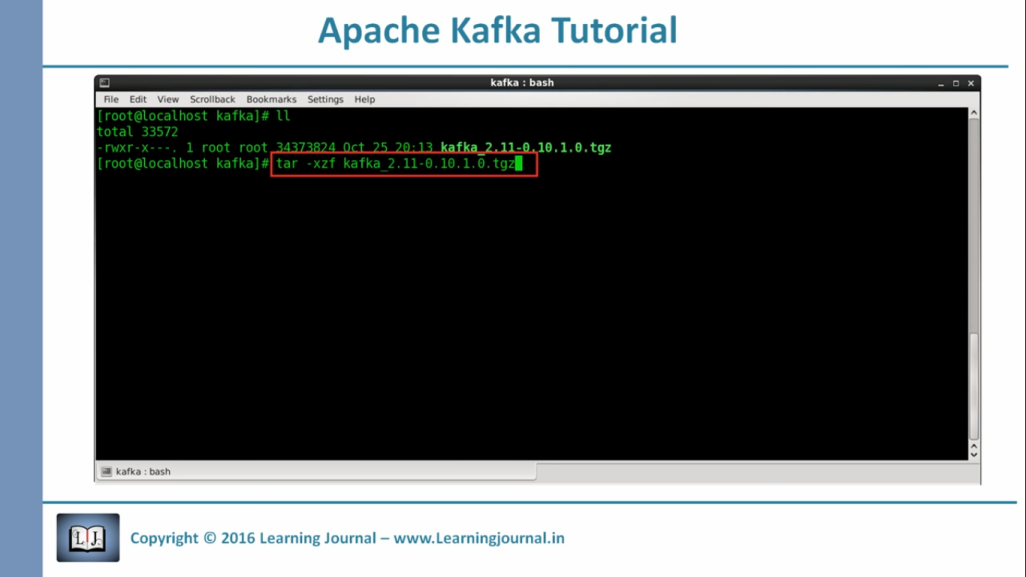 Apache Kafka Tutorial
kafka : bash
File Edit View Scrollback Bookmarks Settings Help
[root@localhost kafka]# ll
total 33572
-rwxr-x---. 1 root root 34373824 Oct 25 20:13 kafka_2.11-0.10.1.0.tgz
[root@localhost kafka]# tar -xzf kafka_2.11-0.10.1.0.tgz
kafka : bash
L J
Copyright © 2016 Learning Journal – www.Learningjournal.in